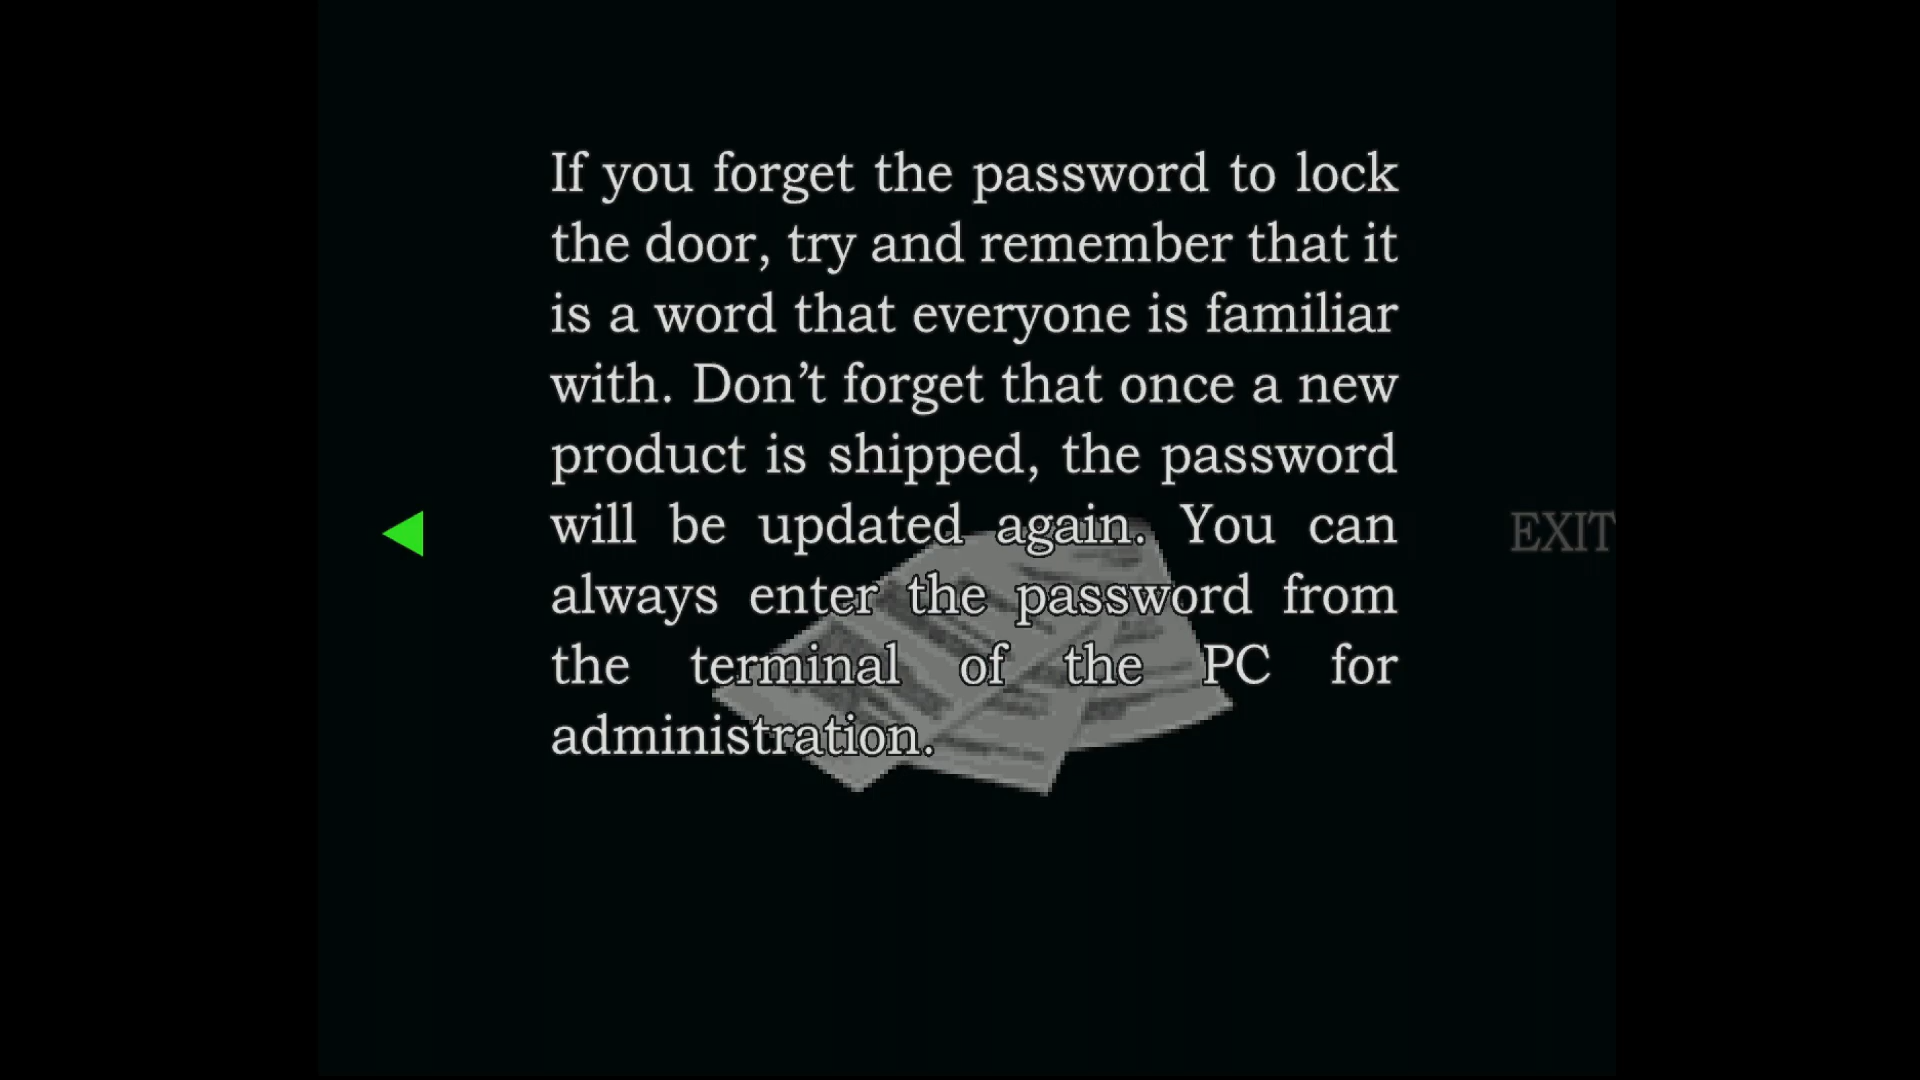 If you forget the password to lock
the door, try and remember that it
is a word that everyone is familiar
with. Don’t forget that once a new
product is shipped, the password
will be updated again. You can
always enter the password from
the terminal of the PC for
administration.
EXIT